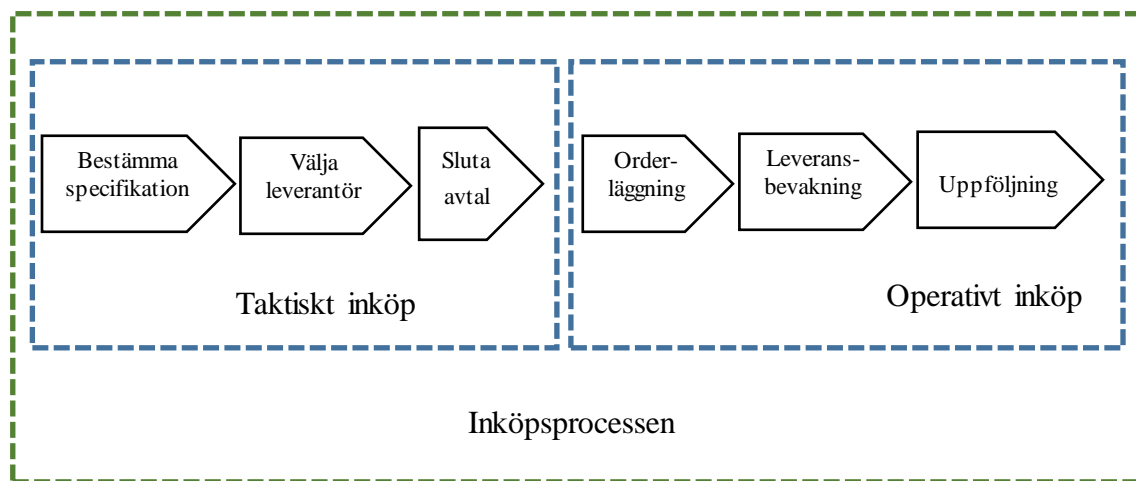 Bestämma
specifikation
Välja
leverantör
Sluta
avtal
Order-
läggning
Leverans-
bevakning
Uppföljning
Taktiskt inköp
Operativt inköp
Inköpsprocessen